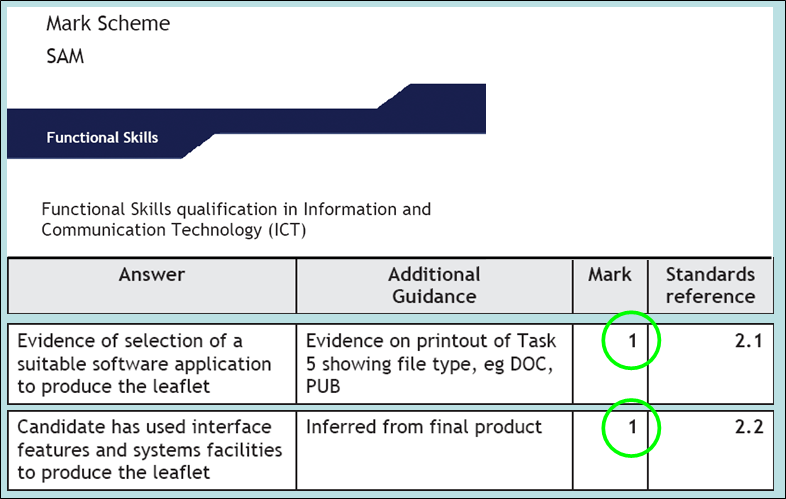 Mark Scheme
SAM
Functional Skills
Functional Skills qualification in Information and
Communication Technology (ICT)
Answer
Additional
Guidance
Mark
Standards
reference
Evidence of selection of a
suitable software application
to produce the leaflet
Evidence on printout of Task
5 showing file type, eg DOC,
PUB
1
2.1
Candidate has used interface
features and systems facilities
to produce the leaflet
Inferred from final product
1
2.2